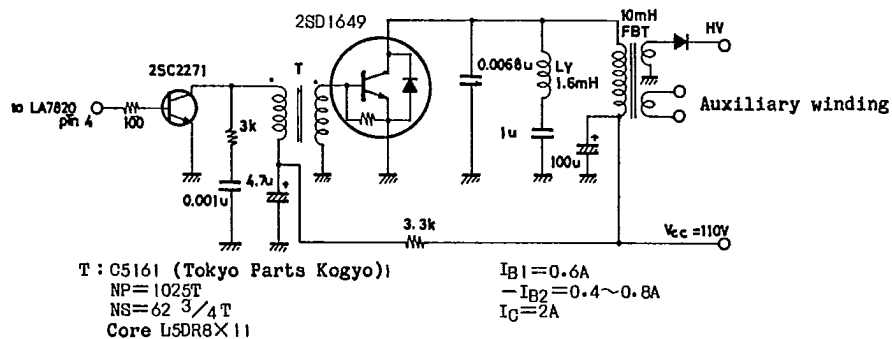 2SD1649
10mH
FBT
HV
2SC2271
T
0.0068u
LY
1.6mH
to LA7820
pin 4
100
3k
1u
Auxiliary winding
+
100u
0.001u
4.7u
+
3.3k
Vcc=110V
T : C5161 (Tokyo Parts Kogyo)
NP=1025T
NS=62 3/4T
Core L5DR8×11
IB1=0.6A
−IB2=0.4～0.8A
IC=2A